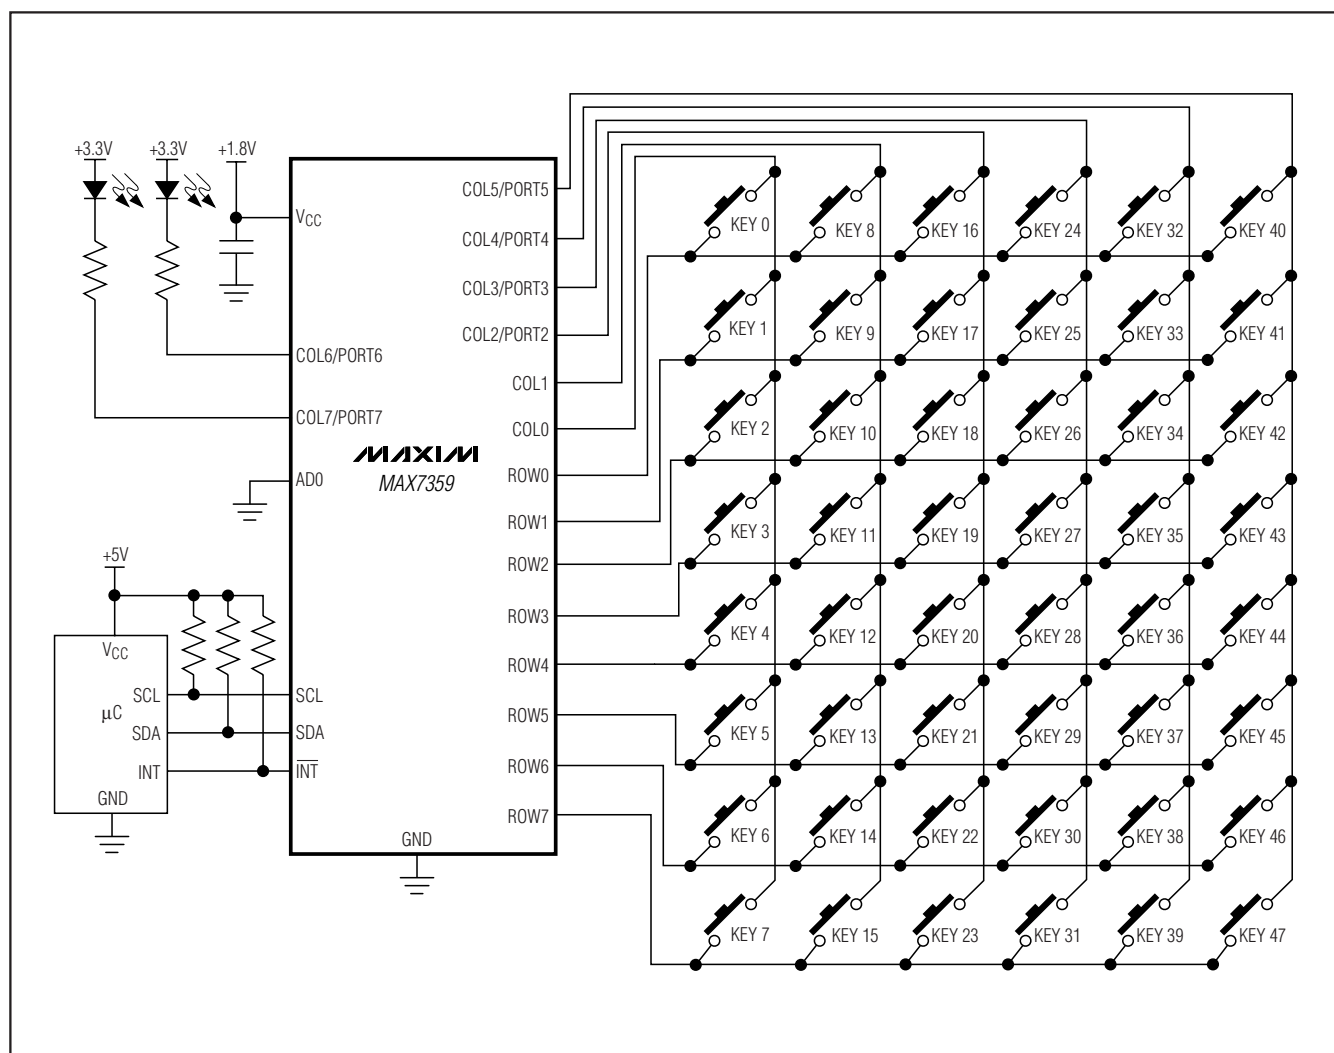 +3.3V
+3.3V
+1.8V
VCC
COL6/PORT6
COL7/PORT7
AD0
MAXIM
MAX7359
COL5/PORT5
COL4/PORT4
COL3/PORT3
COL2/PORT2
COL1
COL0
ROW0
ROW1
ROW2
ROW3
ROW4
ROW5
ROW6
ROW7
SCL
SDA
INT
GND
+5V
VCC
µC
SCL
SDA
INT
GND
KEY 0 KEY 8 KEY 16 KEY 24 KEY 32 KEY 40
KEY 1 KEY 9 KEY 17 KEY 25 KEY 33 KEY 41
KEY 2 KEY 10 KEY 18 KEY 26 KEY 34 KEY 42
KEY 3 KEY 11 KEY 19 KEY 27 KEY 35 KEY 43
KEY 4 KEY 12 KEY 20 KEY 28 KEY 36 KEY 44
KEY 5 KEY 13 KEY 21 KEY 29 KEY 37 KEY 45
KEY 6 KEY 14 KEY 22 KEY 30 KEY 38 KEY 46
KEY 7 KEY 15 KEY 23 KEY 31 KEY 39 KEY 47